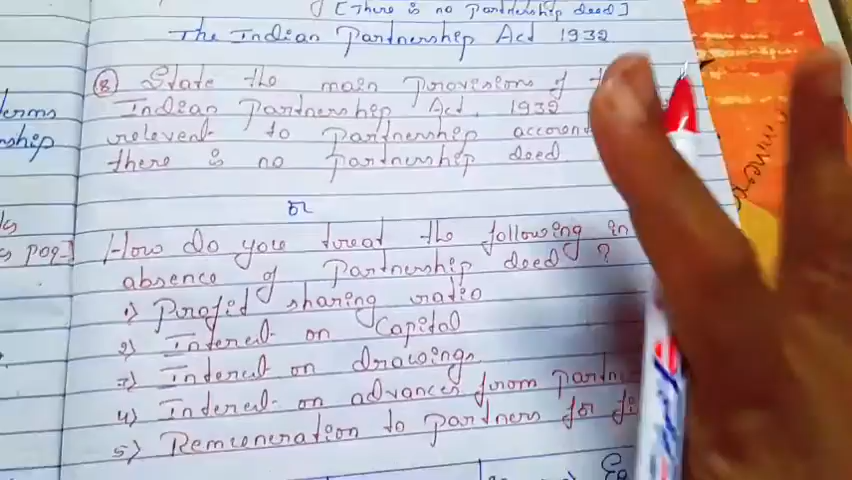 [There is no Partnership deed]
The Indian Partnership Act 1932
8 State the main Provisions of
Indian Partnership Act, 1932
relevent to Partnership
there is no Partnership deed
or
How do you treat the following in
absence of Partnership deed ?
1) Profit sharing ratio
2) Interest on Capital
3) Interest on drawings
4) Interest on advances from
5) Remuneration to partners for